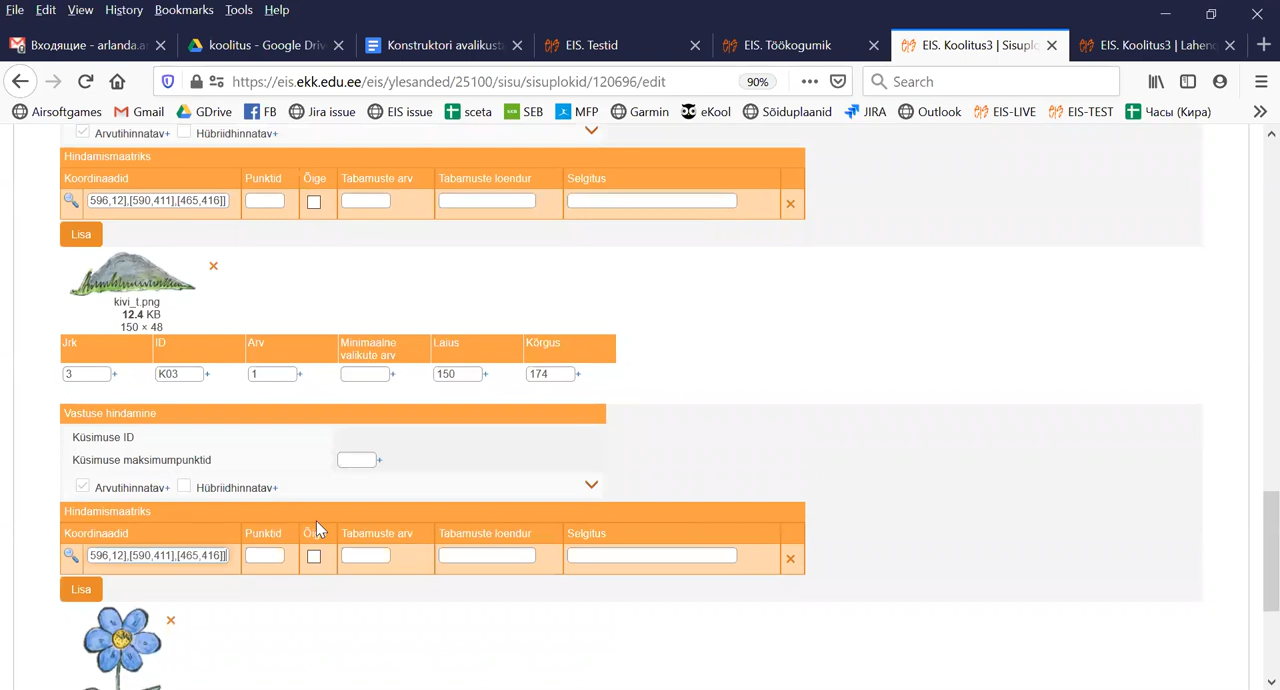 File Edit View History Bookmarks Tools Help
Входящие - arlanda.a koolitus - Google Driv Konstruktori avalikusta EIS. Testid EIS. Töökogumik EIS. Koolitus3 | Sisuplo EIS. Koolitus3 | Lahend
https://eis.ekk.edu.ee/eis/ylesanded/25100/sisu/sisuplokid/120696/edit 90% Search
Airsoftgames Gmail GDrive FB Jira issue EIS issue sceta SEB MFP Garmin eKool Sõiduplaanid JIRA Outlook EIS-LIVE EIS-TEST Часы (Кира)
Arvutihinnatav+ Hübriidhinnatav+
Hindamismaatriks
Koordinaadid Punktid Õige Tabamuste arv Tabamuste loendur Selgitus
596,12],[590,411],[465,416]]
Lisa
kivi_t.png
12.4 KB
150 × 48
Jrk ID Arv Minimaalne valikute arv Laius Kõrgus
3 + K03 + 1 + + 150 + 174 +
Vastuse hindamine
Küsimuse ID
Küsimuse maksimumpunktid +
Arvutihinnatav+ Hübriidhinnatav+
Hindamismaatriks
Koordinaadid Punktid Õige Tabamuste arv Tabamuste loendur Selgitus
596,12],[590,411],[465,416]]
Lisa